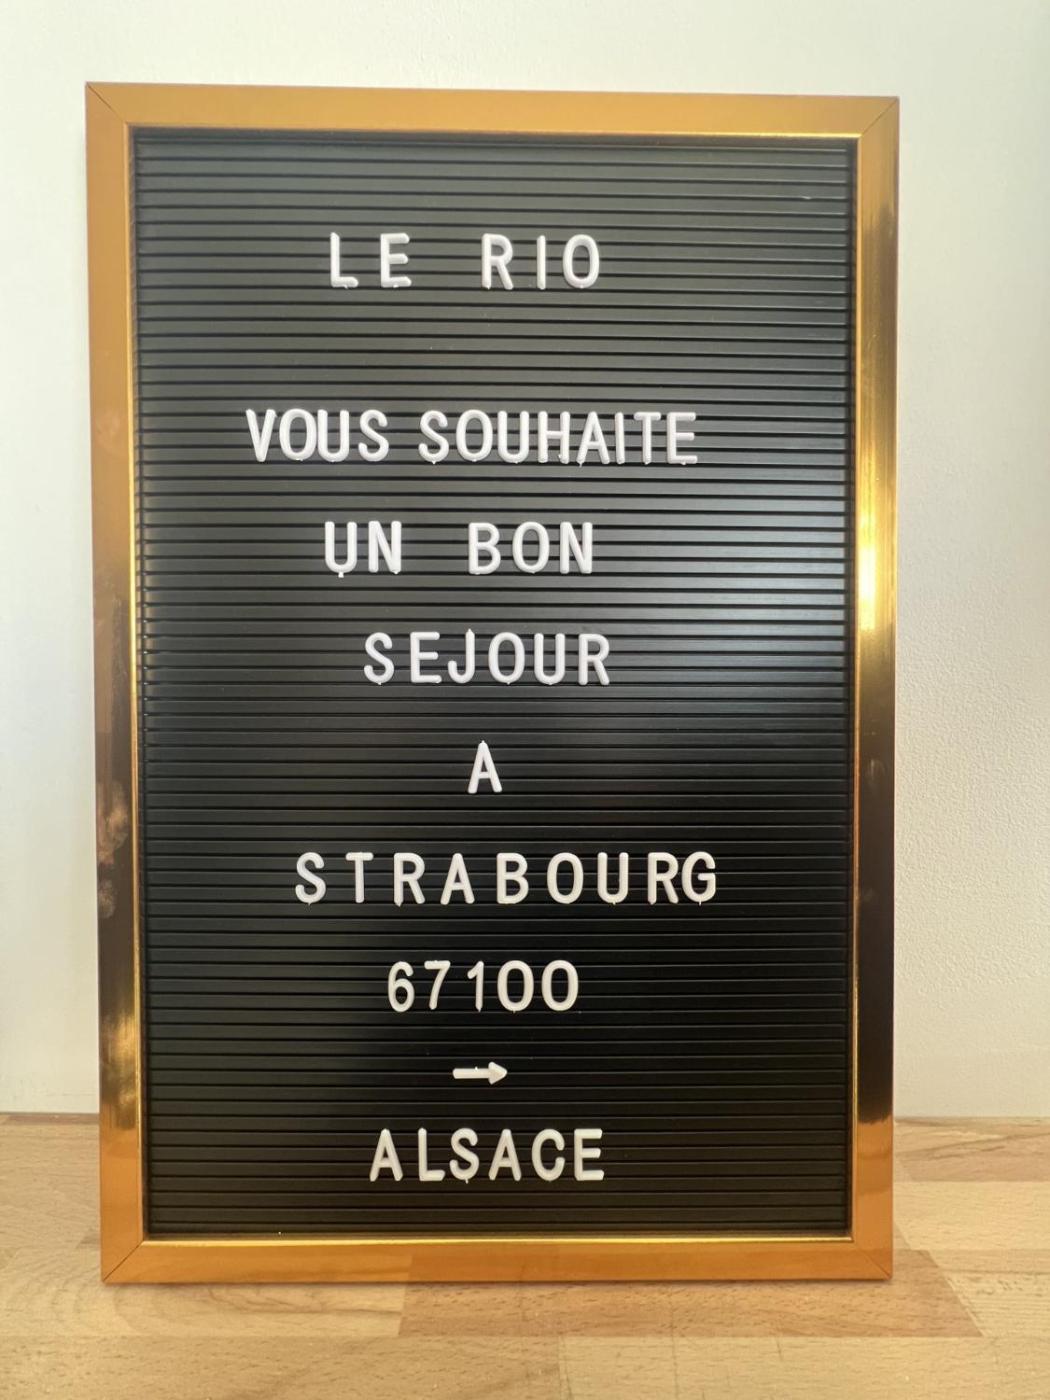 LE RIO
VOUS SOUHAITE
UN BON
SEJOUR
A
STRABOURG
67100
→
ALSACE